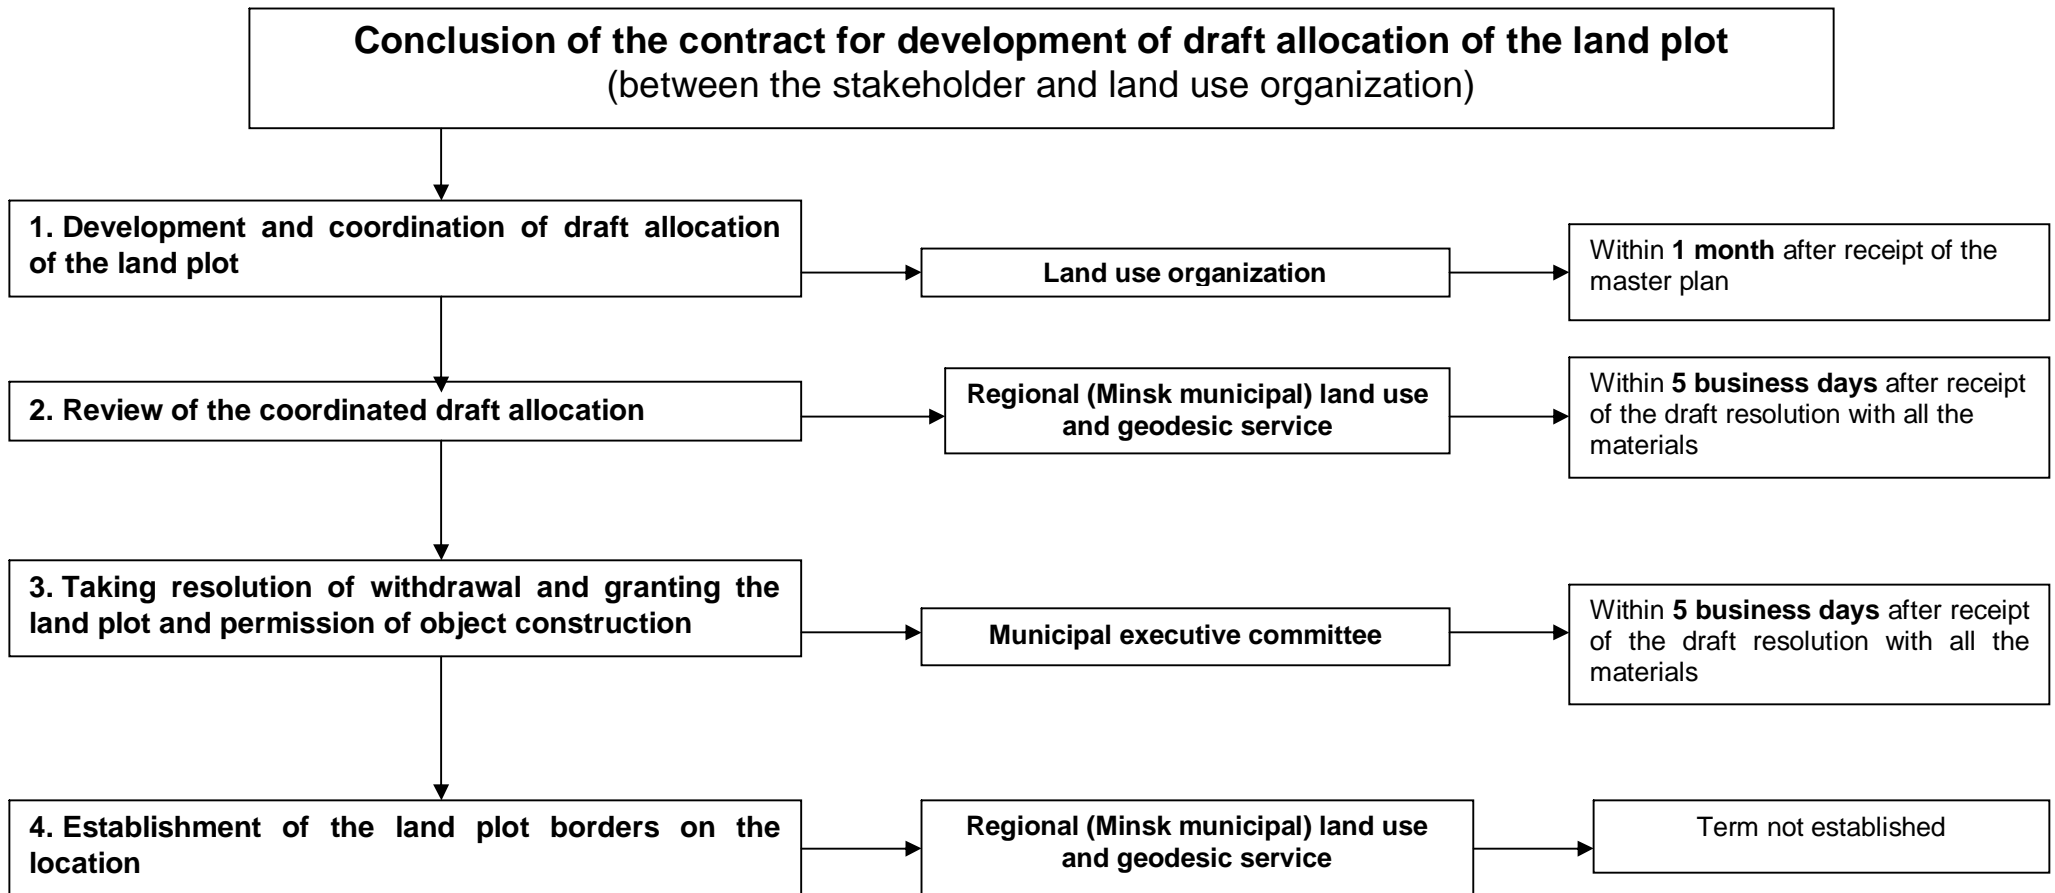 Conclusion of the contract for development of draft allocation of the land plot
(between the stakeholder and land use organization)
1. Development and coordination of draft allocation
of the land plot
Land use organization
Within 1 month after receipt of the
master plan
2. Review of the coordinated draft allocation
Regional (Minsk municipal) land use
and geodesic service
Within 5 business days after receipt
of the draft resolution with all the
materials
3. Taking resolution of withdrawal and granting the
land plot and permission of object construction
Municipal executive committee
Within 5 business days after receipt
of the draft resolution with all the
materials
4. Establishment of the land plot borders on the
location
Regional (Minsk municipal) land use
and geodesic service
Term not established